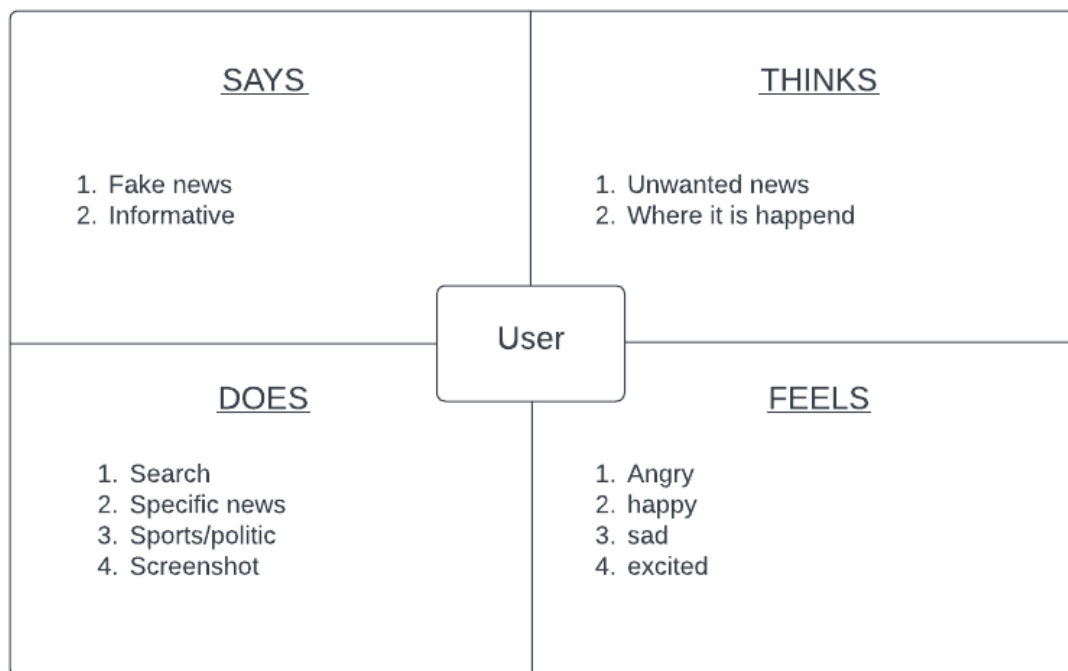 SAYS
1. Fake news
2. Informative
THINKS
1. Unwanted news
2. Where it is happend
User
DOES
1. Search
2. Specific news
3. Sports/politic
4. Screenshot
FEELS
1. Angry
2. happy
3. sad
4. excited